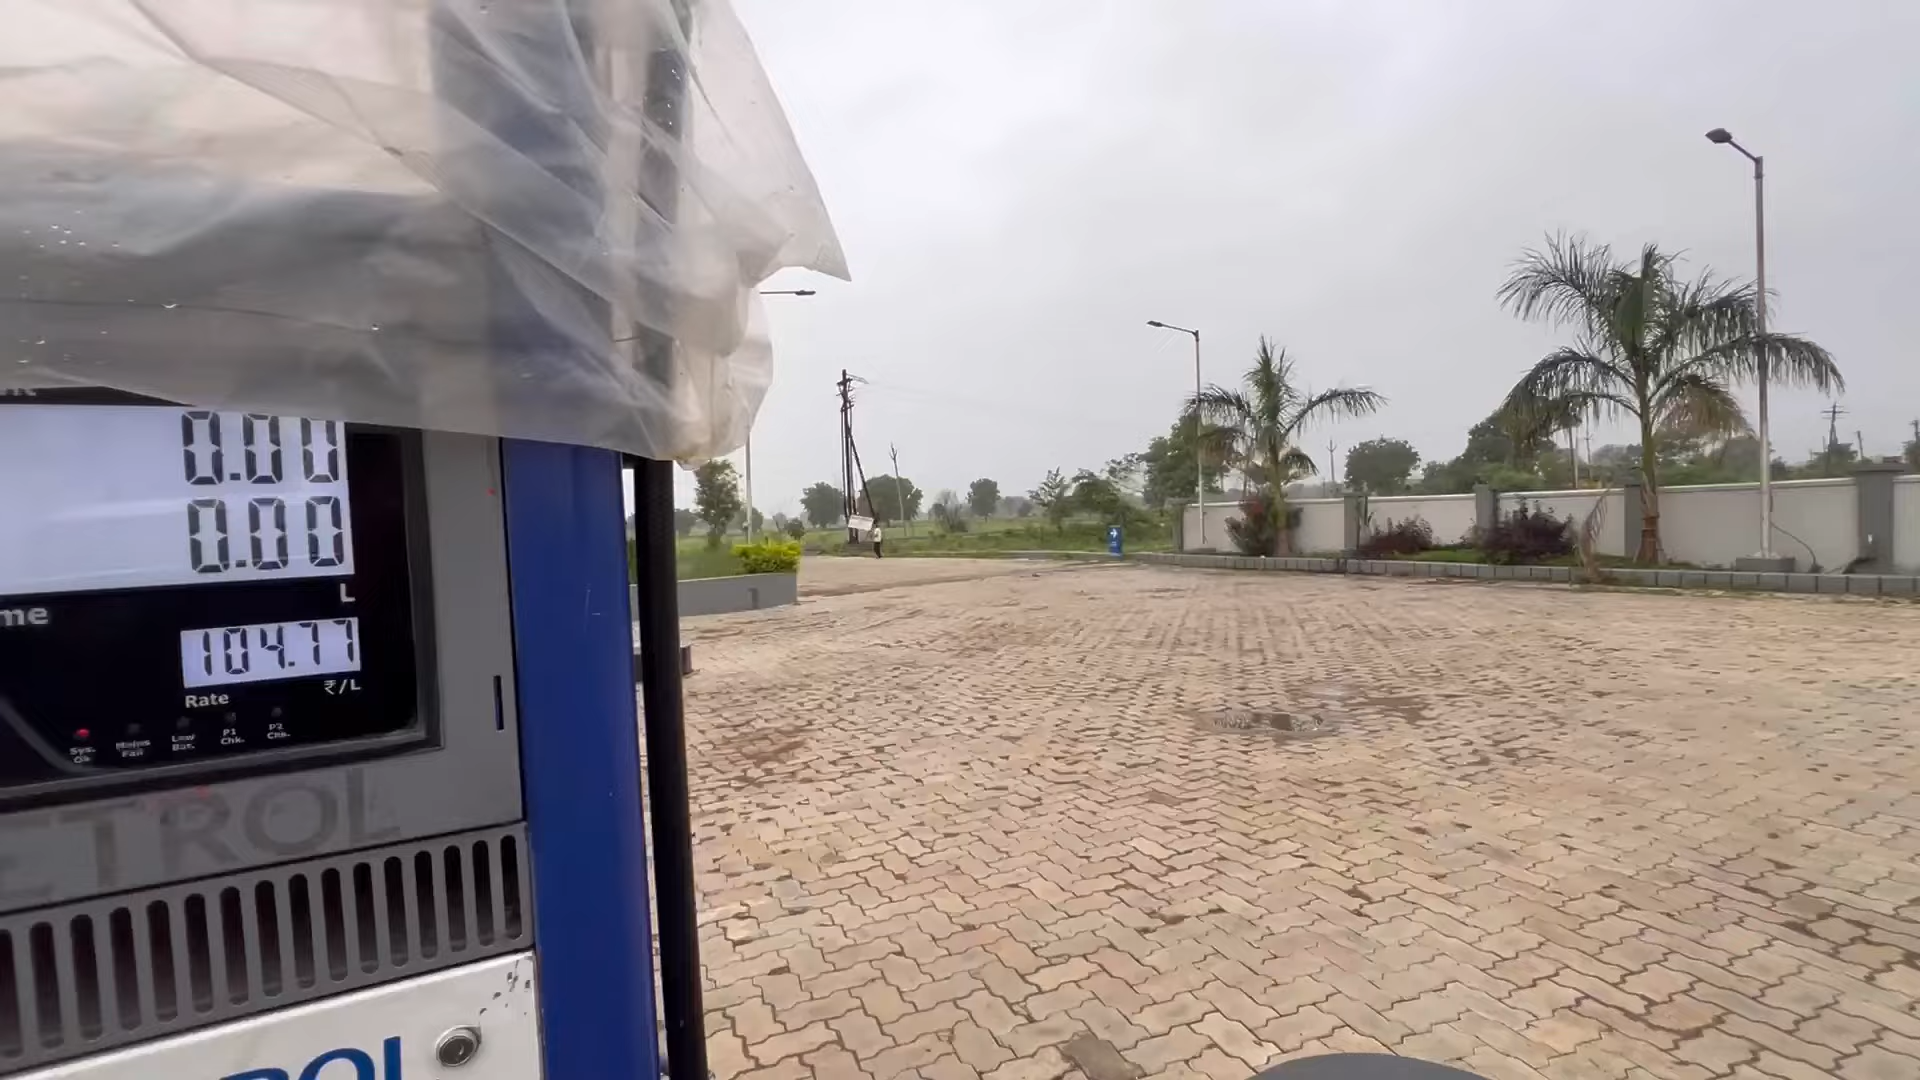 0.00
0.00
L
me
104.77
Rate ₹/L
Sys. Ok
Mains Fail
Low Bat.
P1 Chk.
P2 Chk.
ETROL
ROL